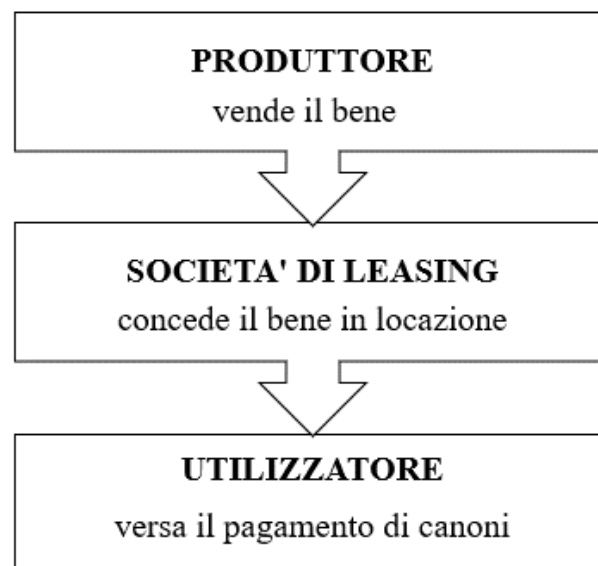 PRODUTTORE
vende il bene
SOCIETA' DI LEASING
concede il bene in locazione
UTILIZZATORE
versa il pagamento di canoni